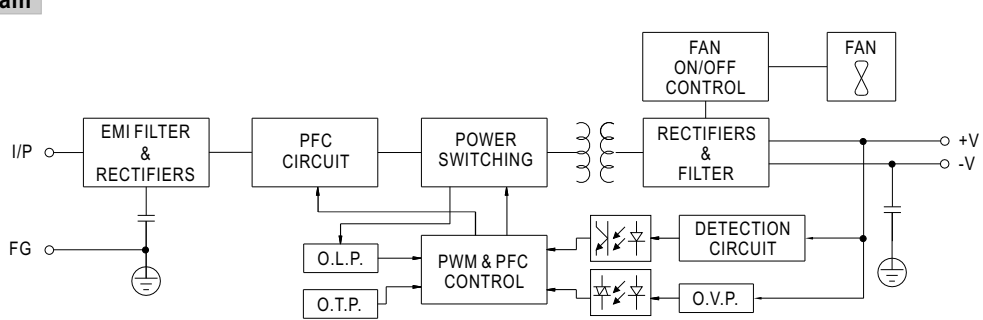 FAN
ON/OFF
CONTROL
FAN
I/P
EMI FILTER
&
RECTIFIERS
PFC
CIRCUIT
POWER
SWITCHING
RECTIFIERS
&
FILTER
+V
-V
FG
O.L.P.
O.T.P.
PWM & PFC
CONTROL
DETECTION
CIRCUIT
O.V.P.